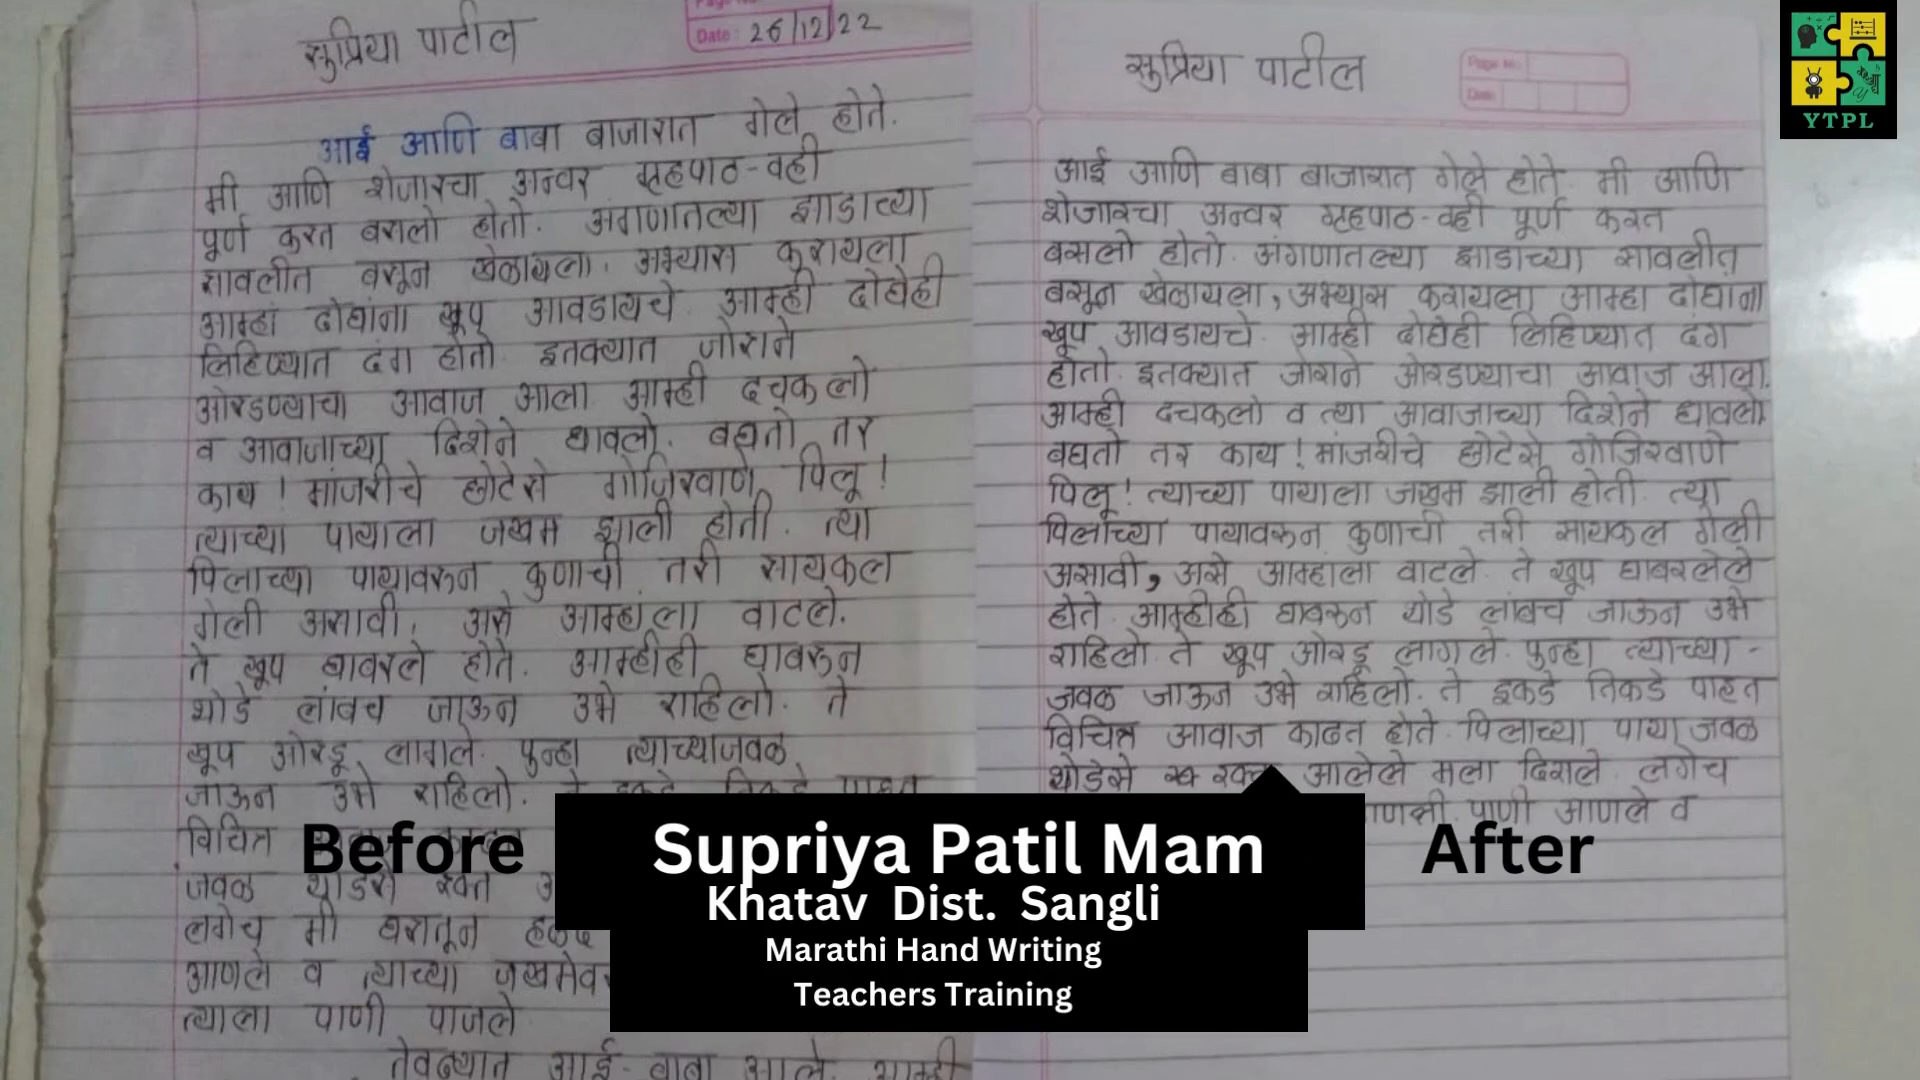 सुप्रिया पाटील
Date: 26/12/22
आई आणि बाबा बाजारात गेले होते.
मी आणि शेजारचा अन्वर गृहपाठ-वही
पूर्ण करत बसलो होतो. अंगणातल्या झाडाच्या
सावलीत बसून खेळायला, अभ्यास करायला
आम्हां दोघांना खूप आवडायचे. आम्ही दोघेही
लिहिण्यात दंग होतो. इतक्यात जोराने
ओरडण्याचा आवाज आला. आम्ही दचकलो
व आवाजाच्या दिशेने धावलो. बघतो तर
काय! मांजरीचे छोटेसे गोजिरवाणे पिलू!
त्याच्या पायाला जखम झाली होती. त्या
पिलाच्या पायावरून कुणाची तरी सायकल
गेली असावी, असे आम्हांला वाटले.
ते खूप घाबरले होते. आम्हीही घाबरून
थोडे लांबच जाऊन उभे राहिलो. ते
खूप ओरडू लागले. पुन्हा त्याच्याजवळ
जाऊन उभे राहिलो.
विचित्र
जवळ थोडेसे रक्त
लगेच मी घरातून हळद
आणले व त्याच्या जखमेवर
त्याला पाणी पाजले
तेवढ्यात आई-बाबा आले. आम्ही
सुप्रिया पाटील
Page No:
Date:
आई आणि बाबा बाजारात गेले होते. मी आणि
शेजारचा अन्वर गृहपाठ-वही पूर्ण करत
बसलो होतो. अंगणातल्या झाडाच्या सावलीत
बसून खेळायला, अभ्यास करायला आम्हा दोघांना
खूप आवडायचे. आम्ही दोघेही लिहिण्यात दंग
होतो. इतक्यात जोराने ओरडण्याचा आवाज आला.
आम्ही दचकलो व त्या आवाजाच्या दिशेने धावलो.
बघतो तर काय! मांजरीचे छोटेसे गोजिरवाणे
पिलू! त्याच्या पायाला जखम झाली होती. त्या
पिलाच्या पायावरून कुणाची तरी सायकल गेली
असावी, असे आम्हाला वाटले. ते खूप घाबरलेले
होते. आम्हीही घाबरून थोडे लांबच जाऊन उभे
राहिलो. ते खूप ओरडू लागले. पुन्हा त्याच्या-
जवळ जाऊन उभे राहिलो. ते इकडे तिकडे पाहत
विचित्र आवाज काढत होते. पिलाच्या पाया जवळ
थोडेसे रक्त आलेले मला दिसले. लगेच
पाणी आणले व
YTPL
Before
After
Supriya Patil Mam
Khatav Dist. Sangli
Marathi Hand Writing
Teachers Training